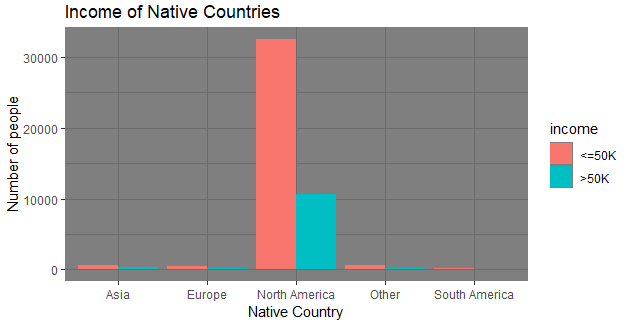 Income of Native Countries
Number of people
30000
20000
10000
0
Asia
Europe
North America
Other
South America
Native Country
income
<=50K
>50K